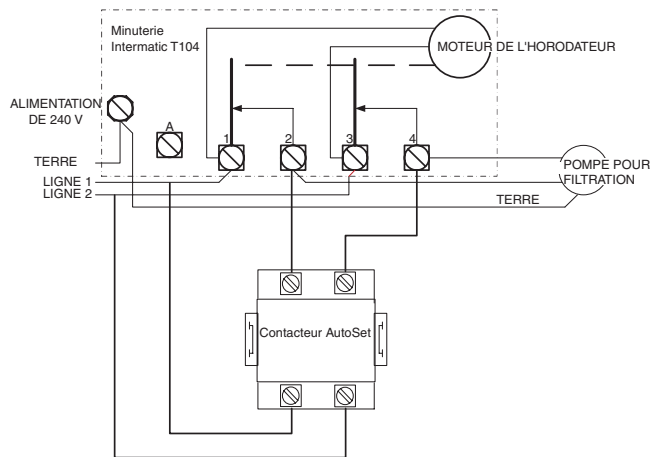 Minuterie
Intermatic T104
MOTEUR DE L'HORODATEUR
ALIMENTATION
DE 240 V
A
1
2
3
4
TERRE
POMPE POUR
FILTRATION
LIGNE 1
LIGNE 2
TERRE
Contacteur AutoSet